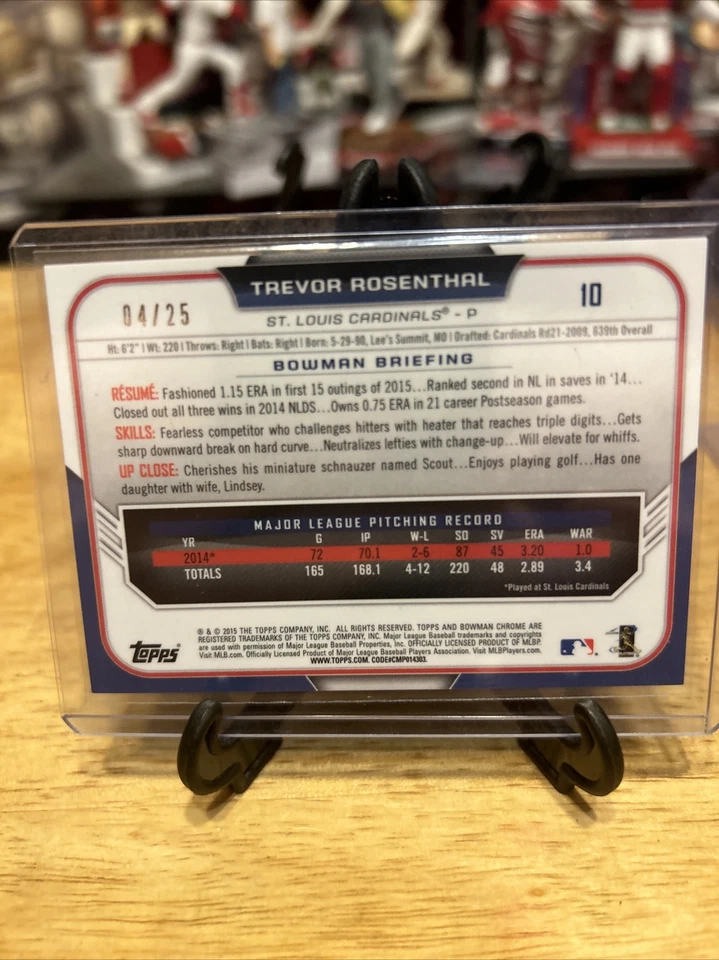 TREVOR ROSENTHAL
04/25
10
ST. LOUIS CARDINALS® - P
Ht: 6'2" | Wt: 220 | Throws: Right | Bats: Right | Born: 5-29-90, Lee's Summit, MO | Drafted: Cardinals Rd21-2009, 639th Overall
BOWMAN BRIEFING
RÉSUMÉ: Fashioned 1.15 ERA in first 15 outings of 2015...Ranked second in NL in saves in '14...
Closed out all three wins in 2014 NLDS...Owns 0.75 ERA in 21 career Postseason games.
SKILLS: Fearless competitor who challenges hitters with heater that reaches triple digits...Gets
sharp downward break on hard curve...Neutralizes lefties with change-up...Will elevate for whiffs.
UP CLOSE: Cherishes his miniature schnauzer named Scout...Enjoys playing golf...Has one
daughter with wife, Lindsey.
MAJOR LEAGUE PITCHING RECORD
YR G IP W-L SO SV ERA WAR
2014* 72 70.1 2-6 87 45 3.20 1.0
TOTALS 165 168.1 4-12 220 48 2.89 3.4
*Played at St. Louis Cardinals
® & © 2015 THE TOPPS COMPANY, INC. ALL RIGHTS RESERVED. TOPPS AND BOWMAN CHROME ARE
REGISTERED TRADEMARKS OF THE TOPPS COMPANY, INC. Major League Baseball trademarks and copyrights
are used with permission of Major League Baseball Properties, Inc. OFFICIALLY LICENSED PRODUCT OF MLBP.
Visit MLB.com. Officially Licensed Product of Major League Baseball Players Association. Visit MLBPlayers.com.
WWW.TOPPS.COM. CODE#CMP014303.
Topps